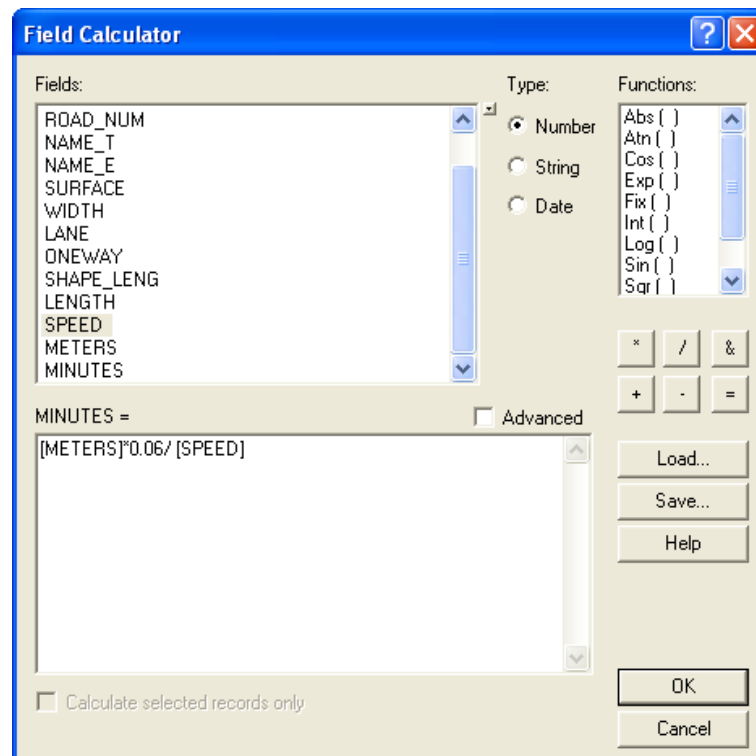 Field Calculator
Fields:
Type:
Functions:
ROAD_NUM
NAME_T
NAME_E
SURFACE
WIDTH
LANE
ONEWAY
SHAPE_LENG
LENGTH
SPEED
METERS
MINUTES
Number
String
Date
Abs ( )
Atn ( )
Cos ( )
Exp ( )
Fix ( )
Int ( )
Log ( )
Sin ( )
Sqr ( )
* / &
+ - =
MINUTES =
Advanced
[METERS]*0.06/ [SPEED]
Load...
Save...
Help
Calculate selected records only
OK
Cancel